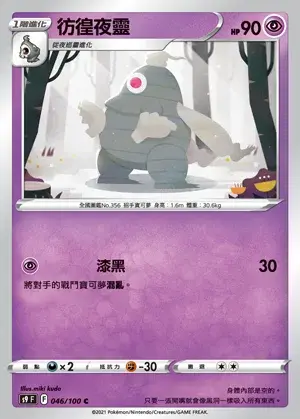 1階進化
彷徨夜靈
HP 90
從夜巡靈進化
全國圖鑑No.356 招手寶可夢 身高:1.6m 體重:30.6kg
漆黑 30
將對手的戰鬥寶可夢混亂。
弱點 ×2 抵抗力 -30 撤退
Illus. miki kudo
s9 F F 046/100 C
身體內部是空的。
只要一張開嘴就會像風洞一樣吸入所有東西。
©2021 Pokémon/Nintendo/Creatures/GAME FREAK.